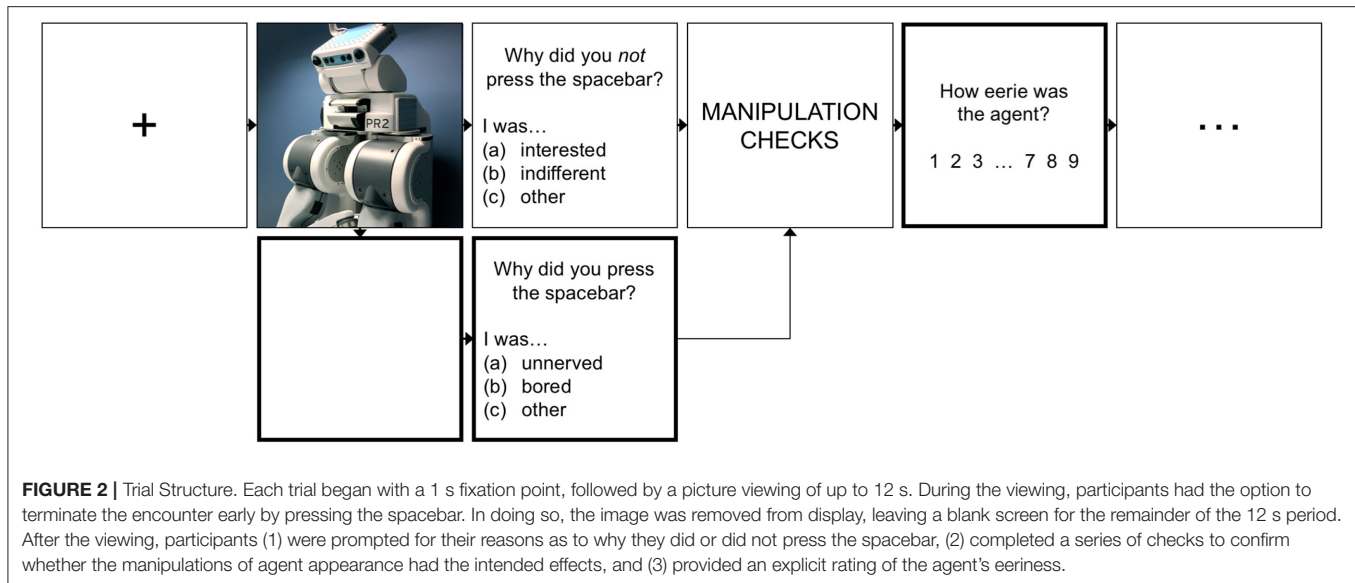 +
PR2
Why did you not
press the spacebar?
I was...
(a) interested
(b) indifferent
(c) other
MANIPULATION
CHECKS
How eerie was
the agent?
1 2 3 ... 7 8 9
...
Why did you press
the spacebar?
I was...
(a) unnerved
(b) bored
(c) other
FIGURE 2 | Trial Structure. Each trial began with a 1 s fixation point, followed by a picture viewing of up to 12 s. During the viewing, participants had the option to
terminate the encounter early by pressing the spacebar. In doing so, the image was removed from display, leaving a blank screen for the remainder of the 12 s period.
After the viewing, participants (1) were prompted for their reasons as to why they did or did not press the spacebar, (2) completed a series of checks to confirm
whether the manipulations of agent appearance had the intended effects, and (3) provided an explicit rating of the agent's eeriness.